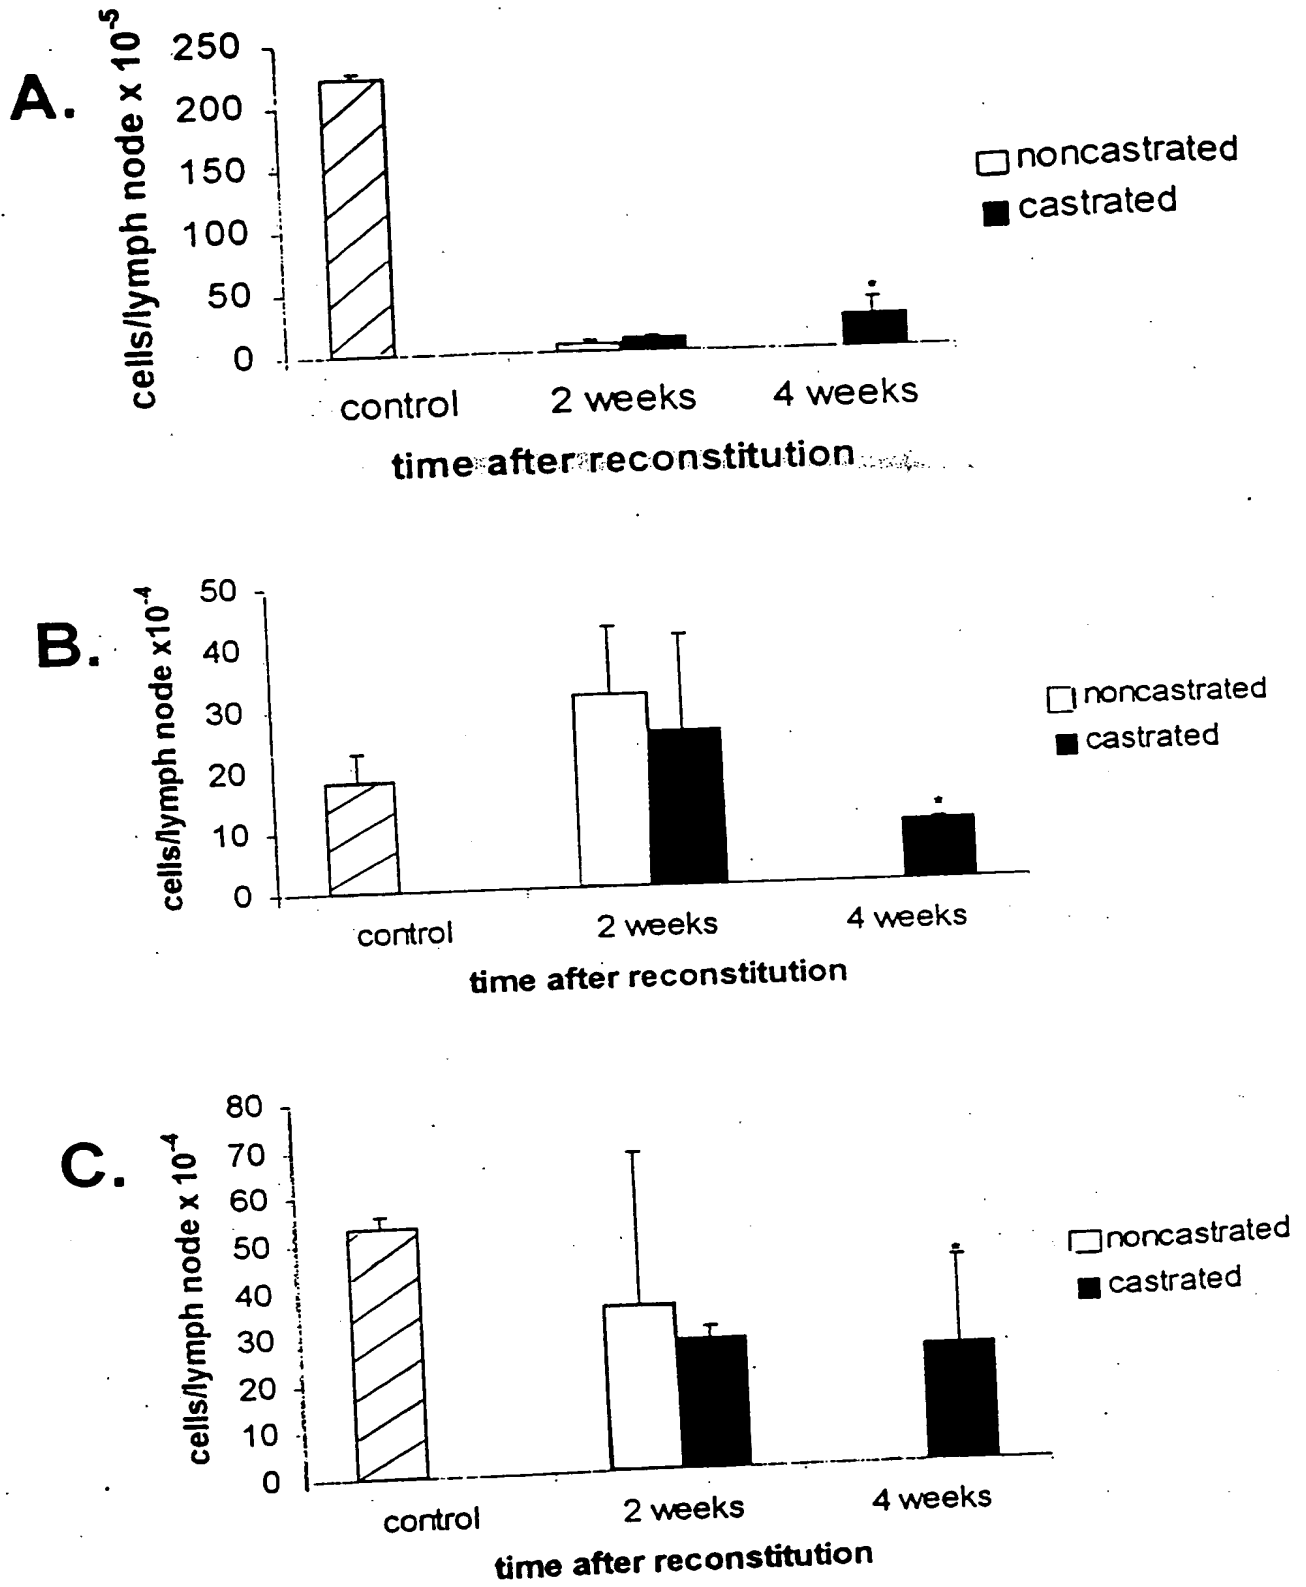 A.
cells/lymph node x 10-5
250
200
150
100
50
0
noncastrated
castrated
*
control
2 weeks
4 weeks
time after reconstitution
B.
cells/lymph node x10-4
50
40
30
20
10
0
noncastrated
castrated
*
control
2 weeks
4 weeks
time after reconstitution
C.
cells/lymph node x 10-4
80
70
60
50
40
30
20
10
0
noncastrated
castrated
*
control
2 weeks
4 weeks
time after reconstitution